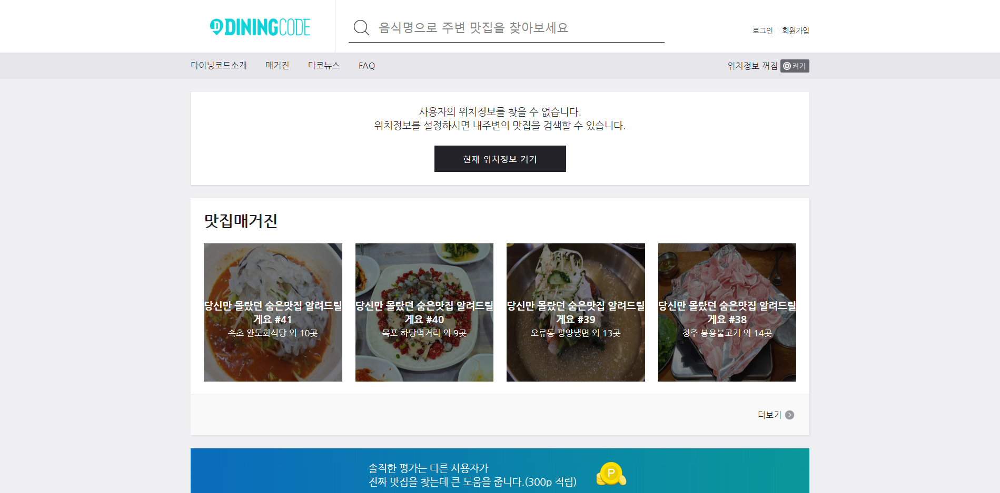 DININGCODE
음식명으로 주변 맛집을 찾아보세요
로그인
회원가입
다이닝코드소개
매거진
다코뉴스
FAQ
위치정보 꺼짐
켜기
사용자의 위치정보를 찾을 수 없습니다.
위치정보를 설정하시면 내주변의 맛집을 검색할 수 있습니다.
현재 위치정보 켜기
맛집매거진
당신만 몰랐던 숨은맛집 알려드릴
게요 #41
속초 완도회식당 외 10곳
당신만 몰랐던 숨은맛집 알려드릴
게요 #40
목포 하당먹거리 외 9곳
당신만 몰랐던 숨은맛집 알려드릴
게요 #39
오류동 평양냉면 외 13곳
당신만 몰랐던 숨은맛집 알려드릴
게요 #38
청주 봉용불고기 외 14곳
더보기
솔직한 평가는 다른 사용자가
진짜 맛집을 찾는데 큰 도움을 줍니다.(300p 적립)
P